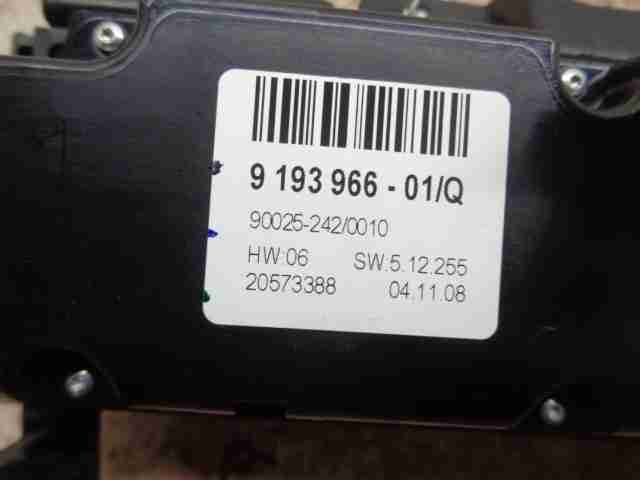 9 193 966 - 01/Q
90025-242/0010
HW:06 SW:5.12.255
20573388 04.11.08